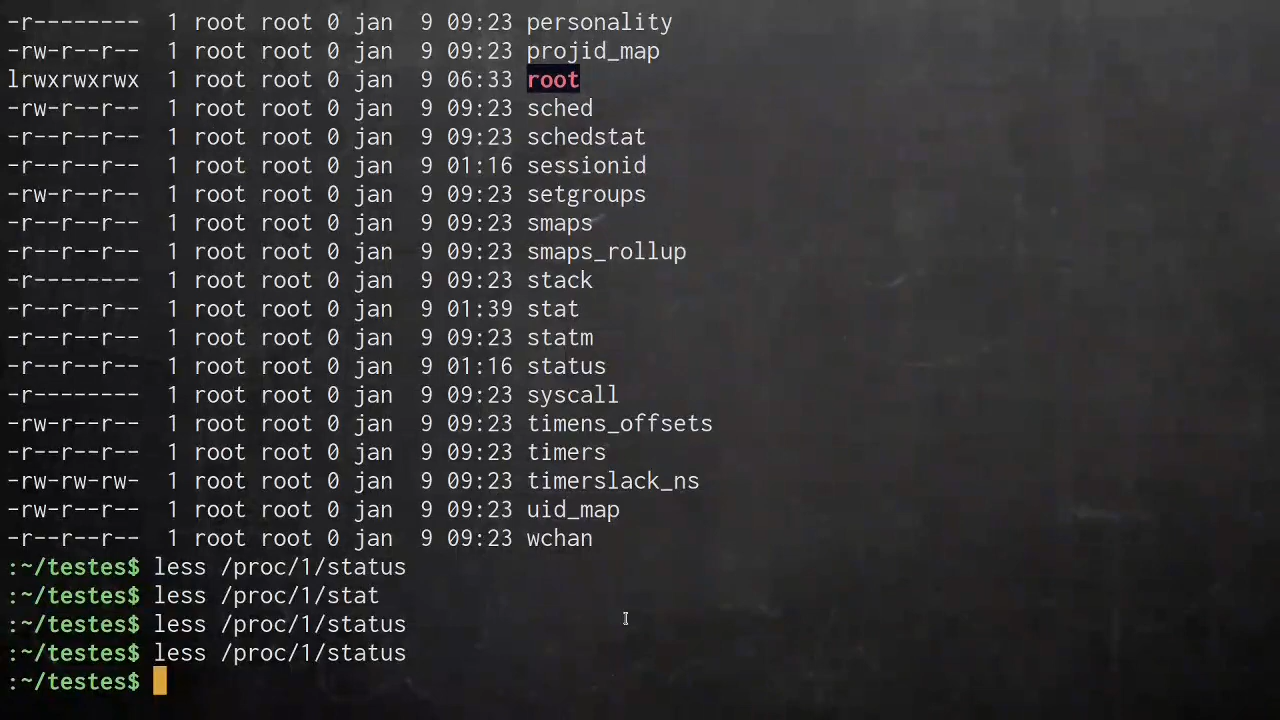 -r--------  1 root root 0 jan  9 09:23 personality
-rw-r--r--  1 root root 0 jan  9 09:23 projid_map
lrwxrwxrwx  1 root root 0 jan  9 06:33 root
-rw-r--r--  1 root root 0 jan  9 09:23 sched
-r--r--r--  1 root root 0 jan  9 09:23 schedstat
-r--r--r--  1 root root 0 jan  9 01:16 sessionid
-rw-r--r--  1 root root 0 jan  9 09:23 setgroups
-r--r--r--  1 root root 0 jan  9 09:23 smaps
-r--r--r--  1 root root 0 jan  9 09:23 smaps_rollup
-r--------  1 root root 0 jan  9 09:23 stack
-r--r--r--  1 root root 0 jan  9 01:39 stat
-r--r--r--  1 root root 0 jan  9 09:23 statm
-r--r--r--  1 root root 0 jan  9 01:16 status
-r--------  1 root root 0 jan  9 09:23 syscall
-rw-r--r--  1 root root 0 jan  9 09:23 timens_offsets
-r--r--r--  1 root root 0 jan  9 09:23 timers
-rw-rw-rw-  1 root root 0 jan  9 09:23 timerslack_ns
-rw-r--r--  1 root root 0 jan  9 09:23 uid_map
-r--r--r--  1 root root 0 jan  9 09:23 wchan
:~/testes$ less /proc/1/status
:~/testes$ less /proc/1/stat
:~/testes$ less /proc/1/status
:~/testes$ less /proc/1/status
:~/testes$